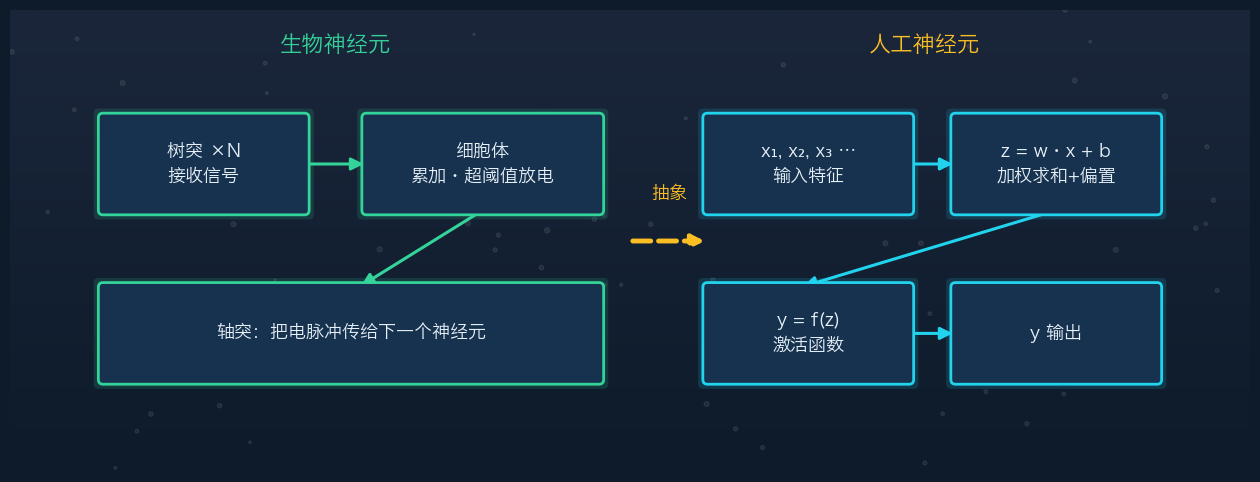 生物神经元
人工神经元
树突 ×N
接收信号
细胞体
累加・超阈值放电
抽象
x₁, x₂, x₃ ⋯
输入特征
z = w · x + b
加权求和+偏置
轴突：把电脉冲传给下一个神经元
y = f(z)
激活函数
y 输出